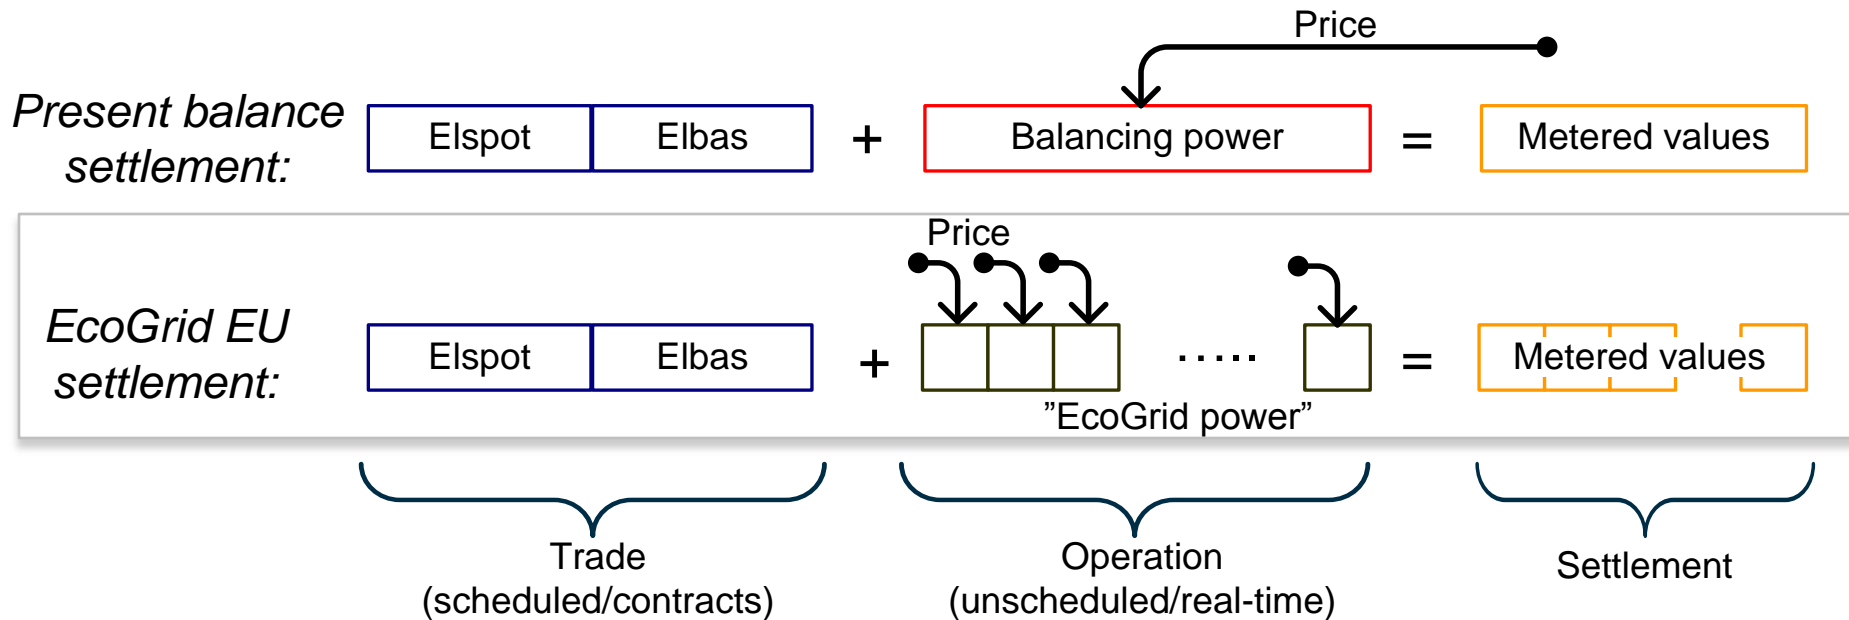 Price
Present balance
settlement:
Elspot
Elbas
+
Balancing power
=
Metered values
Price
EcoGrid EU
settlement:
Elspot
Elbas
+
.....
=
Metered values
”EcoGrid power”
Trade
(scheduled/contracts)
Operation
(unscheduled/real-time)
Settlement